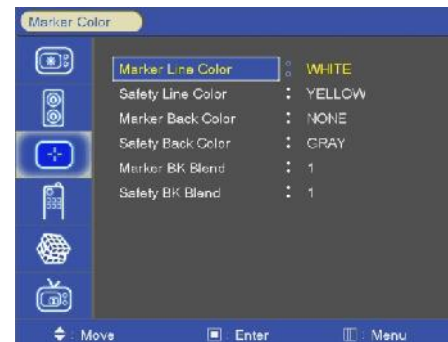 Marker Color
Marker Line Color : WHITE
Safety Line Color : YELLOW
Marker Back Color : NONE
Safety Back Color : GRAY
Marker BK Blend : 1
Safety BK Blend : 1
: Move : Enter : Menu